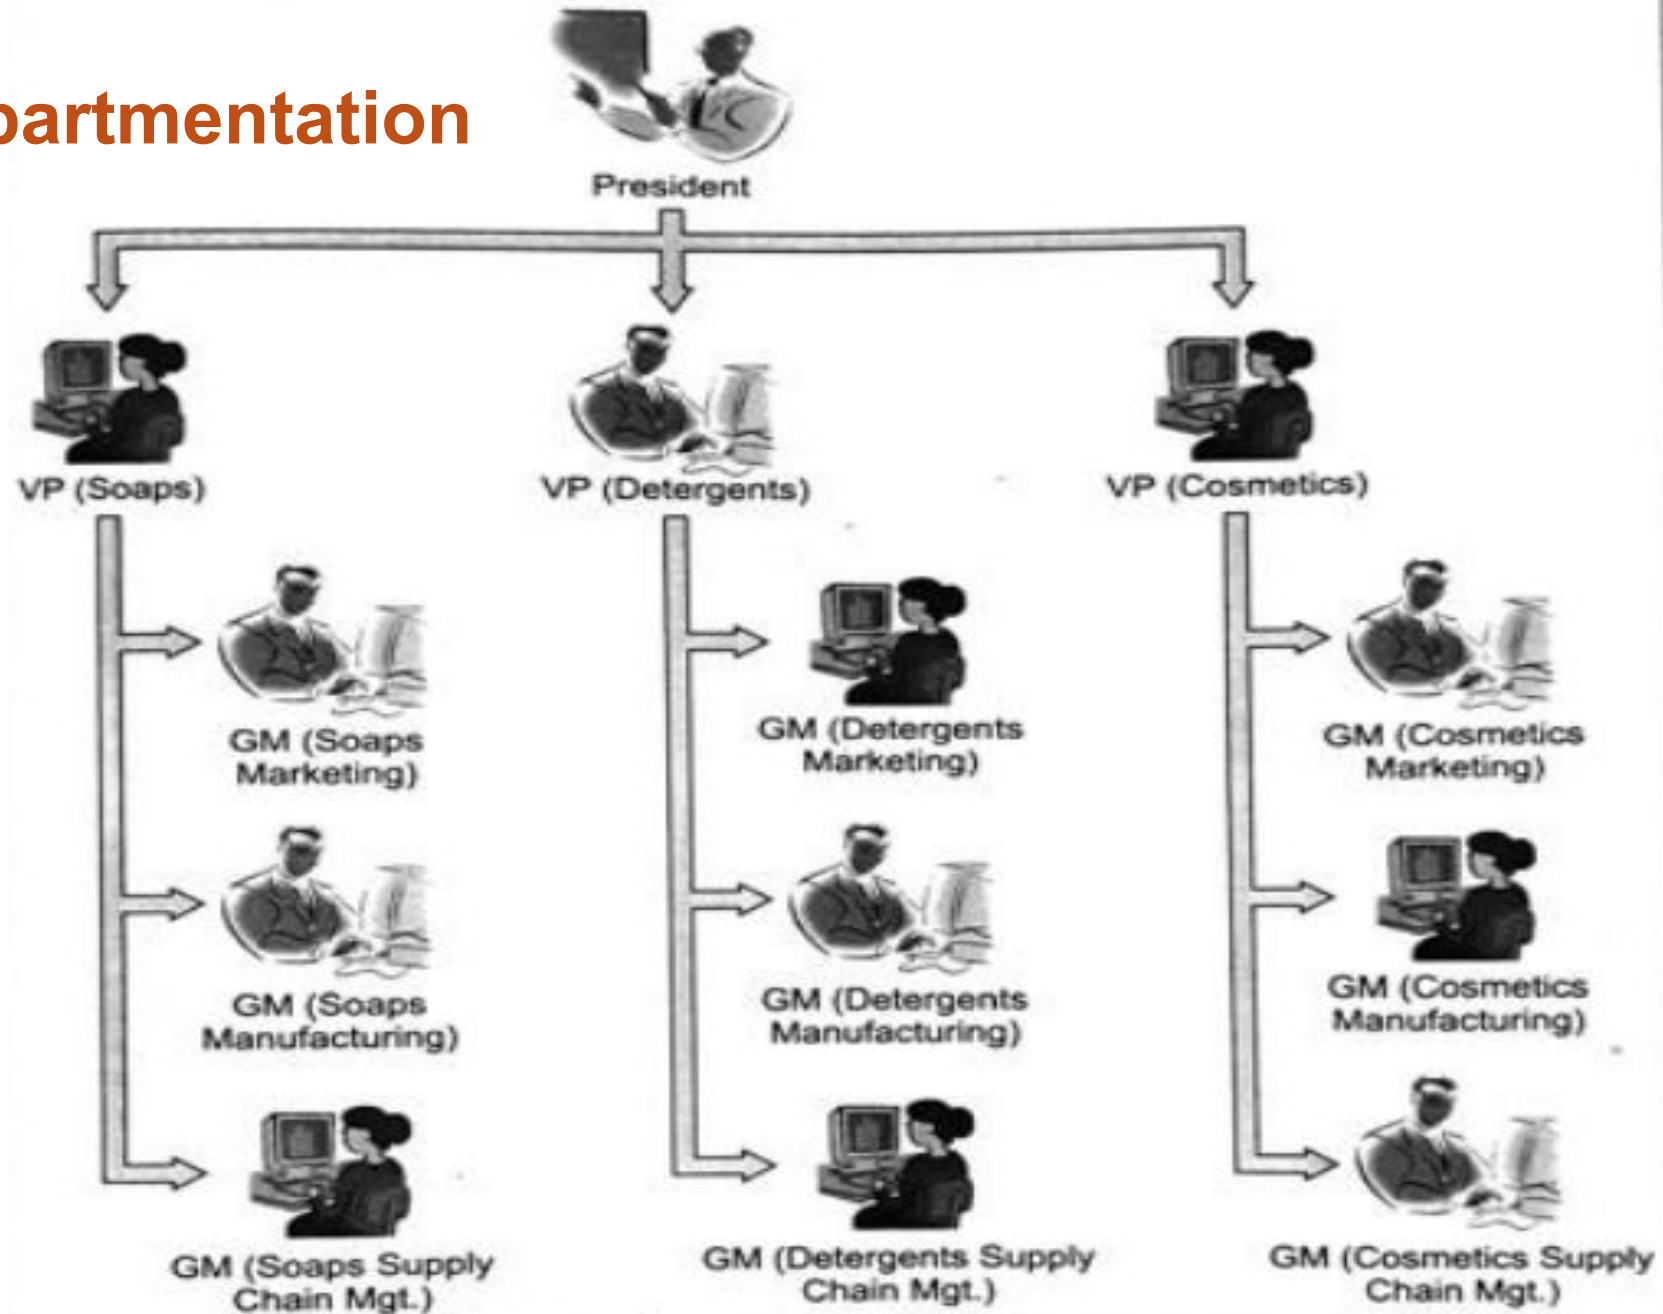 partmentation
President
VP (Soaps)
VP (Detergents)
VP (Cosmetics)
GM (Soaps
Marketing)
GM (Detergents
Marketing)
GM (Cosmetics
Marketing)
GM (Soaps
Manufacturing)
GM (Detergents
Manufacturing)
GM (Cosmetics
Manufacturing)
GM (Soaps Supply
Chain Mgt.)
GM (Detergents Supply
Chain Mgt.)
GM (Cosmetics Supply
Chain Mgt.)